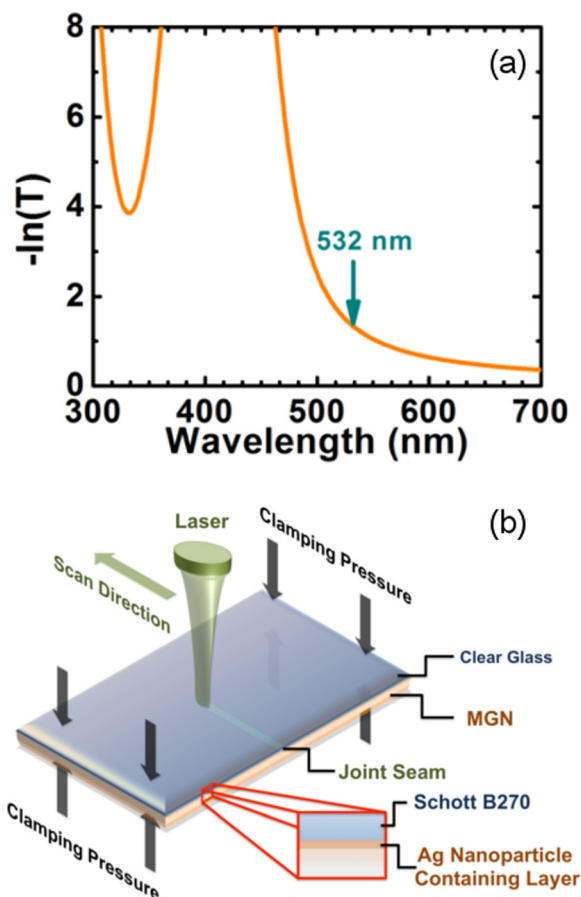 (a)
8
6
4
2
0
-ln(T)
532 nm
300 400 500 600 700
Wavelength (nm)
(b)
Laser
Clamping Pressure
Scan Direction
Clear Glass
MGN
Joint Seam
Schott B270
Clamping Pressure
Ag Nanoparticle
Containing Layer